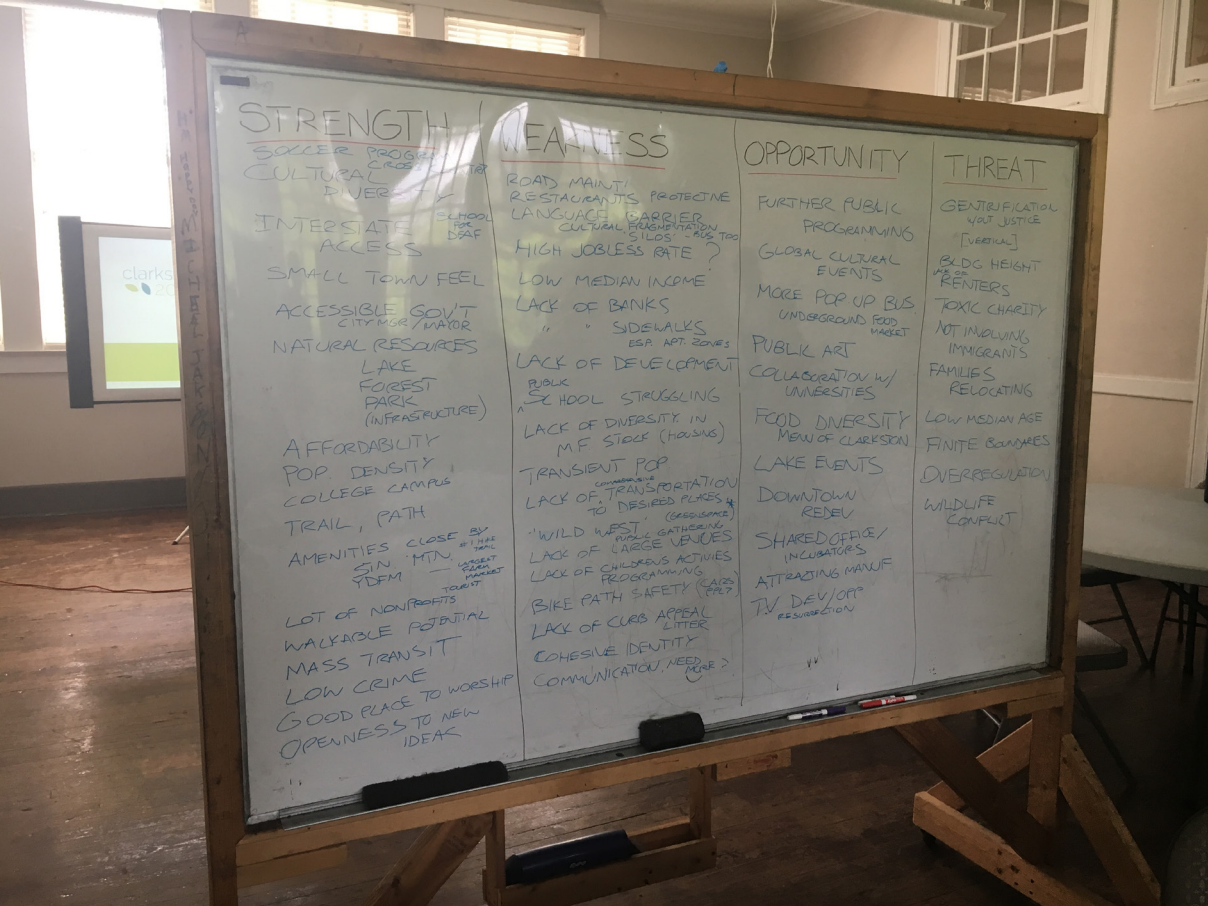 STRENGTH
SOCCER PROGRAM
CULTURAL
DIVERSITY
INTERSTATE
ACCESS
SCHOOL
FOR
DEAF
SMALL TOWN FEEL
ACCESSIBLE GOV'T
CITY MGR/MAYOR
NATURAL RESOURCES
LAKE
FOREST
PARK
(INFRASTRUCTURE)
AFFORDABILITY
POP DENSITY
COLLEGE CAMPUS
TRAIL, PATH
AMENITIES CLOSE BY
STN MTN
TRAIL
YDFM — LARGEST
FARM
MARKET
TOURIST
LOT OF NONPROFITS
WALKABLE POTENTIAL
MASS TRANSIT
LOW CRIME
GOOD PLACE TO WORSHIP
OPENNESS TO NEW
IDEAS
WEAKNESS
ROAD MAINT.
RESTAURANTS PROTECTIVE
LANGUAGE BARRIER
CULTURAL FRAGMENTATION
SILOS - BUS TOO
HIGH JOBLESS RATE ?
LOW MEDIAN INCOME
LACK OF BANKS
" " SIDEWALKS
ESP. APT. ZONES
LACK OF DEVELOPMENT
PUBLIC
^SCHOOL STRUGGLING
LACK OF DIVERSITY IN
MF STOCK (HOUSING)
TRANSIENT POP
LACK OF TRANSPORTATION
TO DESIRED PLACES *
"WILD WEST" (GREENSPACE)
PUBLIC GATHERING
LACK OF LARGE VENUES
LACK OF CHILDRENS ACTIVIES
PROGRAMMING
BIKE PATH SAFETY (CARS
PPL?)
LACK OF CURB APPEAL
LITTER
COHESIVE IDENTITY
COMMUNICATION, NEED
MORE?
OPPORTUNITY
FURTHER PUBLIC
PROGRAMMING
GLOBAL CULTURAL
EVENTS
MORE POP-UP BUS.
UNDERGROUND FOOD
MARKET
PUBLIC ART
COLLABORATION W/
UNIVERSITIES
FOOD DIVERSITY
MENU OF CLARKSTON
LAKE EVENTS
DOWNTOWN
REDEV
SHARED OFFICE/
INCUBATORS
ATTRACTING MANUF
T.V DEV/OPP
RESURRECTION
THREAT
GENTRIFICATION
W/OUT JUSTICE
[VERTICAL]
BLDG HEIGHT
RENTERS
TOXIC CHARITY
NOT INVOLVING
IMMIGRANTS
FAMILIES
RELOCATING
LOW MEDIAN AGE
FINITE BOUNDARIES
OVERREGULATION
WILDLIFE
CONFLICT
clarks
20